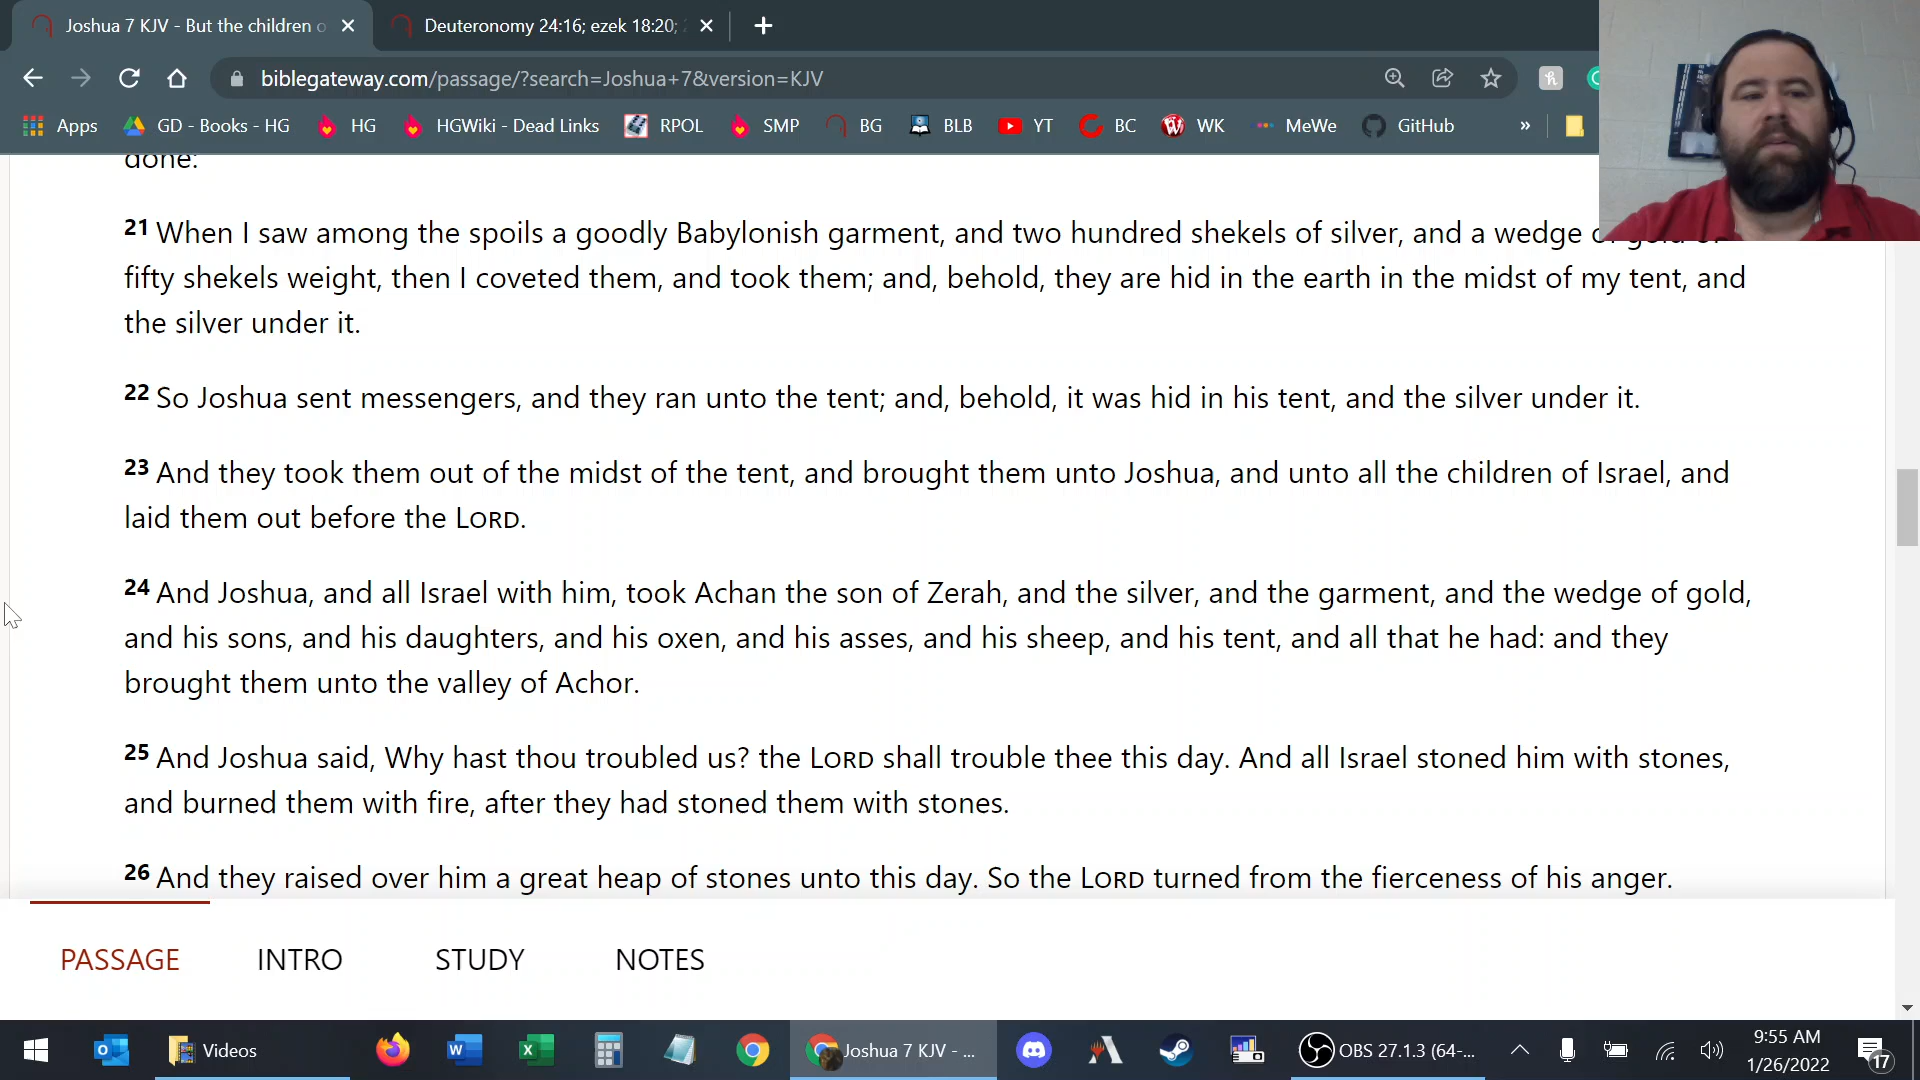 Joshua 7 KJV - But the children o
Deuteronomy 24:16; ezek 18:20;
biblegateway.com/passage/?search=Joshua+7&version=KJV
Apps GD - Books - HG HG HGWiki - Dead Links RPOL SMP BG BLB YT BC WK MeWe GitHub »
done:
21 When I saw among the spoils a goodly Babylonish garment, and two hundred shekels of silver, and a wedge of gold of
fifty shekels weight, then I coveted them, and took them; and, behold, they are hid in the earth in the midst of my tent, and
the silver under it.
22 So Joshua sent messengers, and they ran unto the tent; and, behold, it was hid in his tent, and the silver under it.
23 And they took them out of the midst of the tent, and brought them unto Joshua, and unto all the children of Israel, and
laid them out before the LORD.
24 And Joshua, and all Israel with him, took Achan the son of Zerah, and the silver, and the garment, and the wedge of gold,
and his sons, and his daughters, and his oxen, and his asses, and his sheep, and his tent, and all that he had: and they
brought them unto the valley of Achor.
25 And Joshua said, Why hast thou troubled us? the LORD shall trouble thee this day. And all Israel stoned him with stones,
and burned them with fire, after they had stoned them with stones.
26 And they raised over him a great heap of stones unto this day. So the LORD turned from the fierceness of his anger.
PASSAGE INTRO STUDY NOTES
Videos Joshua 7 KJV - ... OBS 27.1.3 (64-... 9:55 AM
1/26/2022 17